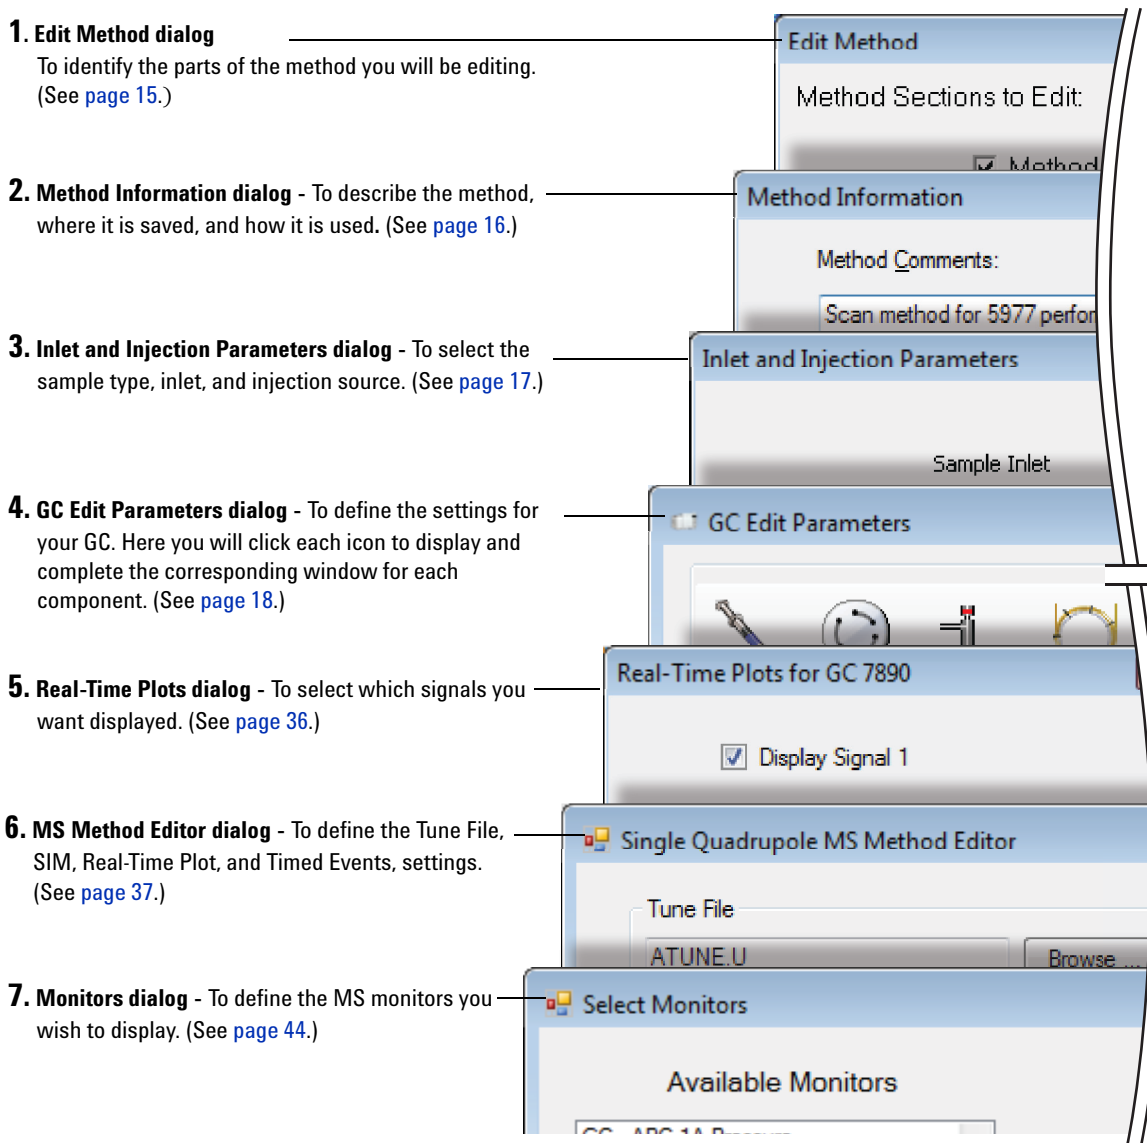 1. Edit Method dialog
To identify the parts of the method you will be editing.
(See page 15.)
2. Method Information dialog - To describe the method,
where it is saved, and how it is used. (See page 16.)
3. Inlet and Injection Parameters dialog - To select the
sample type, inlet, and injection source. (See page 17.)
4. GC Edit Parameters dialog - To define the settings for
your GC. Here you will click each icon to display and
complete the corresponding window for each
component. (See page 18.)
5. Real-Time Plots dialog - To select which signals you
want displayed. (See page 36.)
6. MS Method Editor dialog - To define the Tune File,
SIM, Real-Time Plot, and Timed Events, settings.
(See page 37.)
7. Monitors dialog - To define the MS monitors you
wish to display. (See page 44.)
Edit Method
Method Sections to Edit:
Method
Method Information
Method Comments:
Scan method for 5977 perfor
Inlet and Injection Parameters
Sample Inlet
GC Edit Parameters
Real-Time Plots for GC 7890
Display Signal 1
Single Quadrupole MS Method Editor
Tune File
ATUNE.U
Browse ...
Select Monitors
Available Monitors